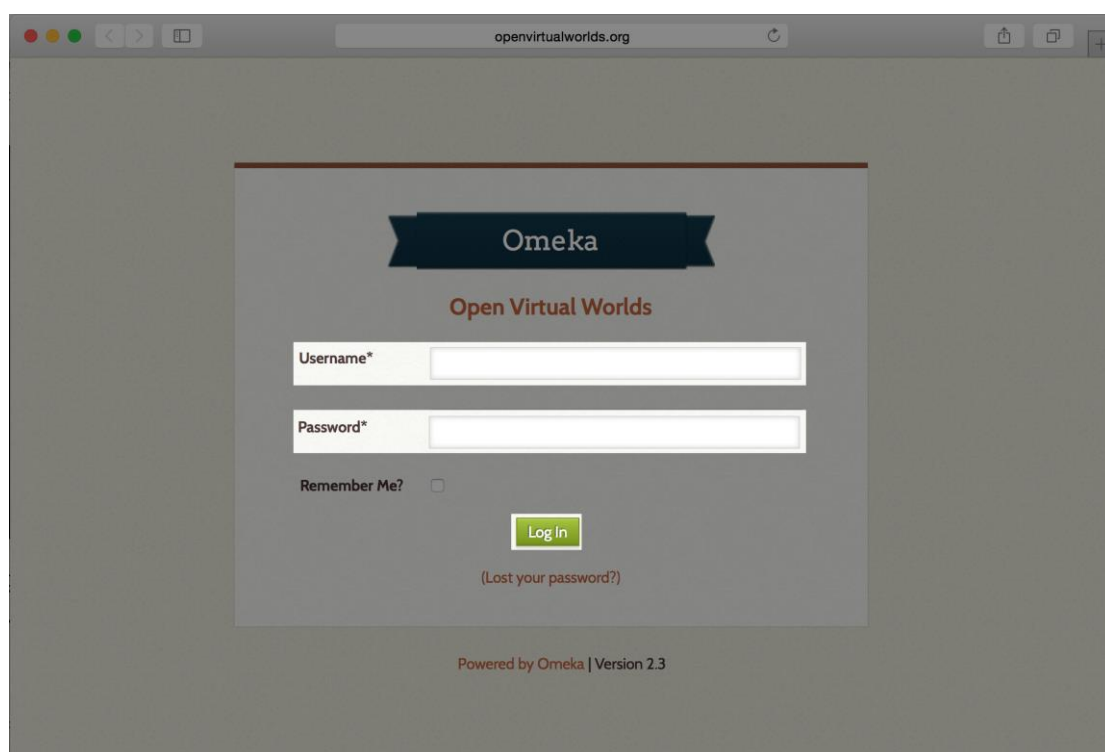 openvirtualworlds.org
Omeka
Open Virtual Worlds
Username*
Password*
Remember Me?
Log In
(Lost your password?)
Powered by Omeka | Version 2.3